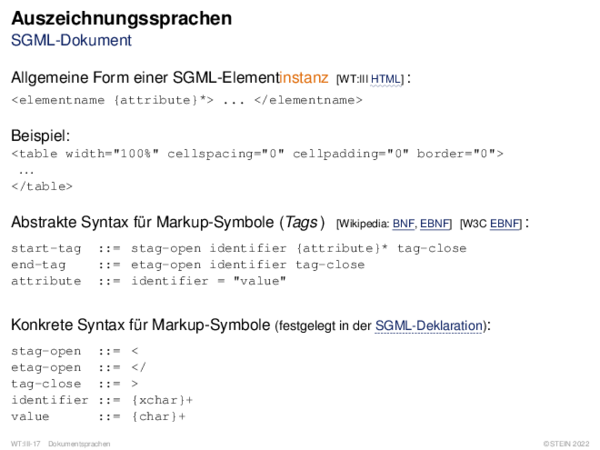 Auszeichnungssprachen
SGML-Dokument
Allgemeine Form einer SGML-Elementinstanz [WT:III HTML] :
<elementname {attribute}*> ... </elementname>
Beispiel:
<table width="100%" cellspacing="0" cellpadding="0" border="0">
...
</table>
Abstrakte Syntax für Markup-Symbole (Tags) [Wikipedia: BNF, EBNF] [W3C EBNF] :
start-tag ::= stag-open identifier {attribute}* tag-close
end-tag ::= etag-open identifier tag-close
attribute ::= identifier = "value"
Konkrete Syntax für Markup-Symbole (festgelegt in der SGML-Deklaration):
stag-open ::= <
etag-open ::= </
tag-close ::= >
identifier ::= {xchar}+
value ::= {char}+
WT:III-17 Dokumentsprachen ©STEIN 2022